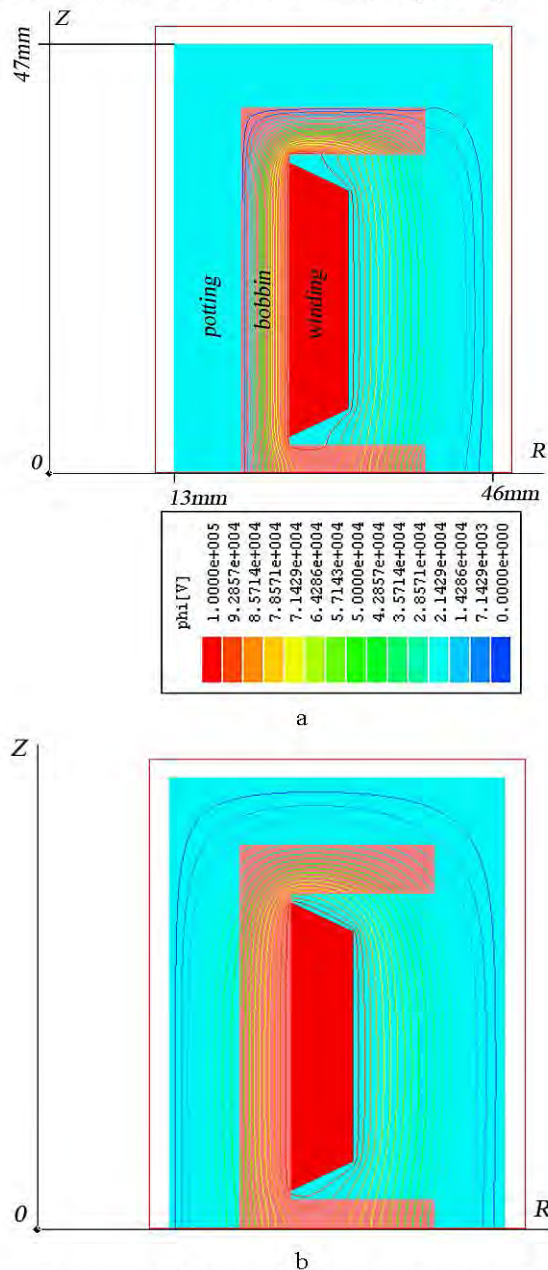 Z
47mm
potting
bobbin
winding
0
R
13mm
46mm
phi[V]
1.0000e+005
9.2857e+004
8.5714e+004
7.8571e+004
7.1429e+004
6.4286e+004
5.7143e+004
5.0000e+004
4.2857e+004
3.5714e+004
2.8571e+004
2.1429e+004
1.4286e+004
7.1429e+003
0.0000e+000
a
Z
0
R
b